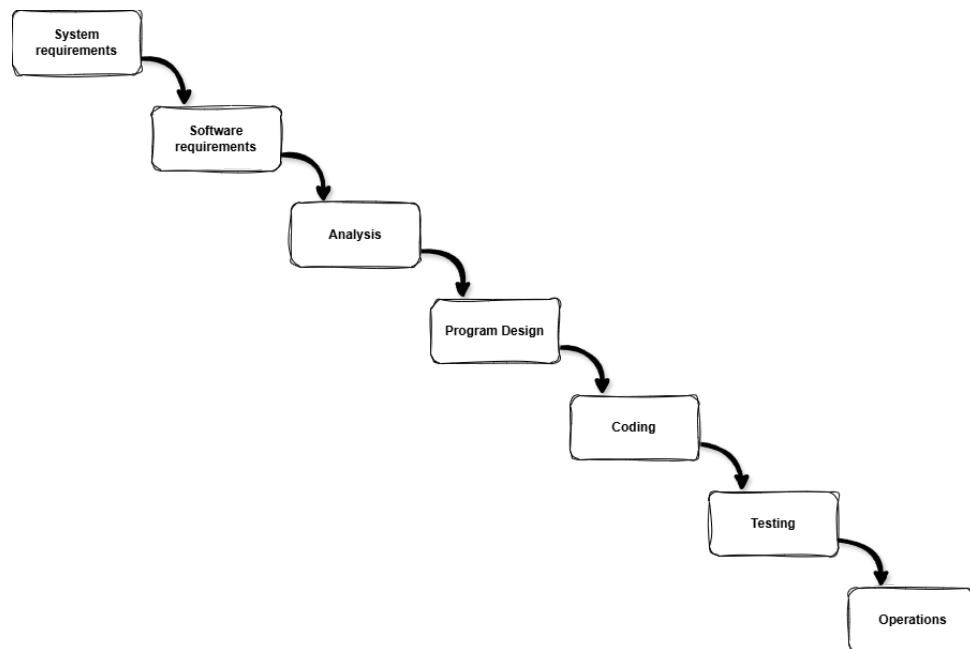 System
requirements
Software
requirements
Analysis
Program Design
Coding
Testing
Operations